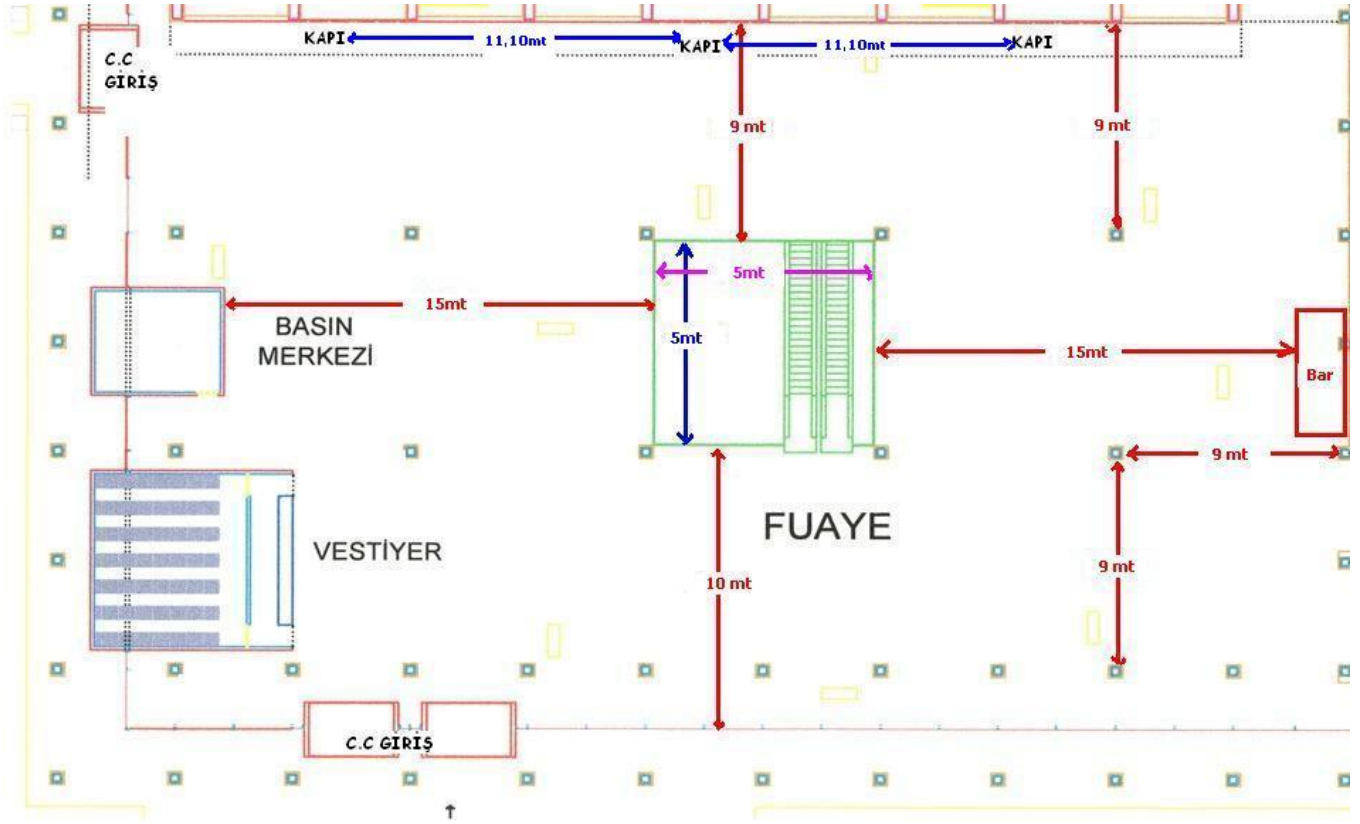 KAPI
11,10mt
KAPI
11,10mt
KAPI
C.C
GİRİŞ
9 mt
9 mt
5mt
15mt
BASIN
MERKEZİ
5mt
15mt
Bar
9 mt
FUAYE
VESTİYER
10 mt
9 mt
C.C GİRİŞ